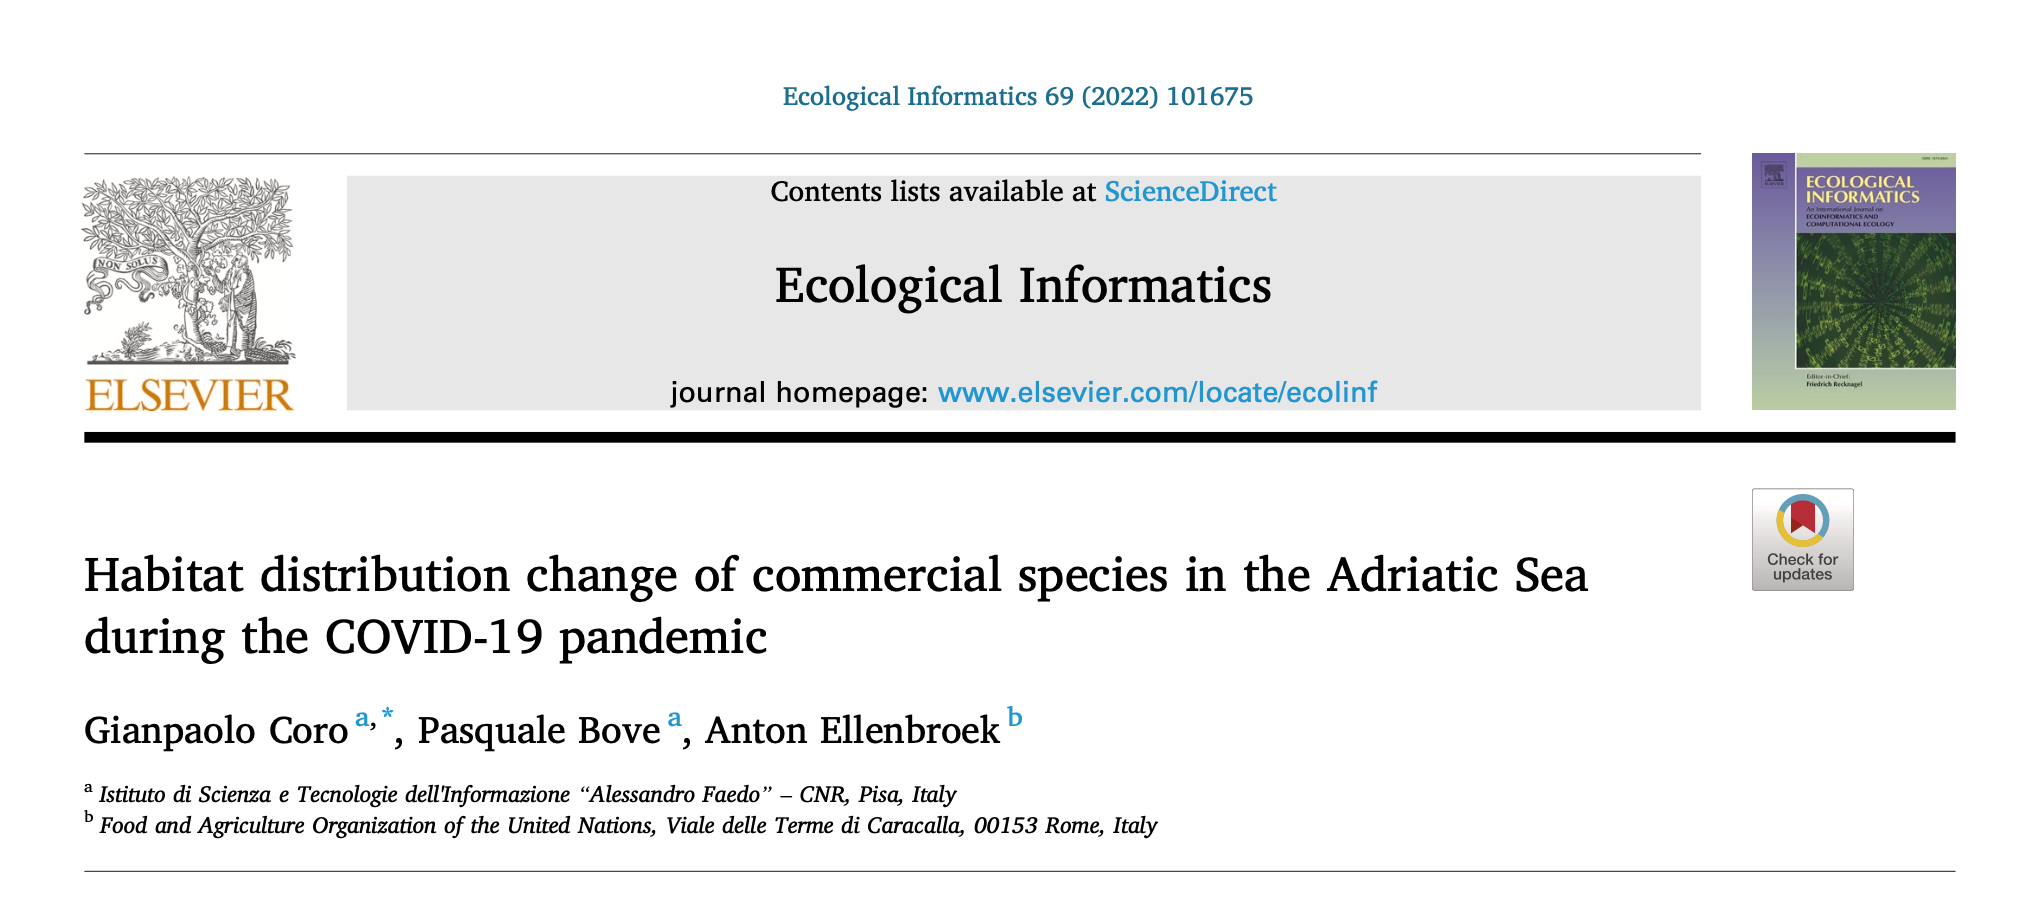 Ecological Informatics 69 (2022) 101675
Contents lists available at ScienceDirect
Ecological Informatics
journal homepage: www.elsevier.com/locate/ecolinf
NON SOLUS
ELSEVIER
ECOLOGICAL
INFORMATICS
An International Journal on
ECOINFORMATICS AND
COMPUTATIONAL ECOLOGY
Editor-in-Chief:
Friedrich Recknagel
Check for
updates
Habitat distribution change of commercial species in the Adriatic Sea
during the COVID-19 pandemic
Gianpaolo Coro a,*, Pasquale Bove a, Anton Ellenbroek b
a Istituto di Scienza e Tecnologie dell'Informazione “Alessandro Faedo” – CNR, Pisa, Italy
b Food and Agriculture Organization of the United Nations, Viale delle Terme di Caracalla, 00153 Rome, Italy